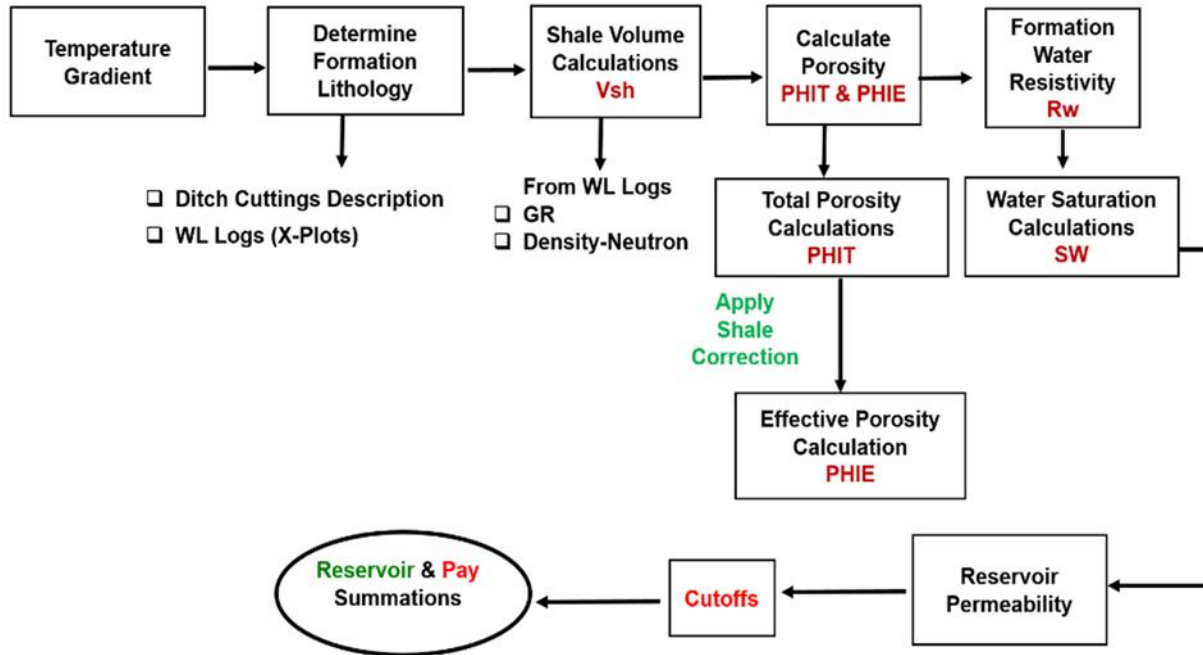 Temperature
Gradient
Determine
Formation
Lithology
Shale Volume
Calculations
Vsh
Calculate
Porosity
PHIT & PHIE
Formation
Water
Resistivity
Rw
❑ Ditch Cuttings Description
❑ WL Logs (X-Plots)
From WL Logs
❑ GR
❑ Density-Neutron
Total Porosity
Calculations
PHIT
Water Saturation
Calculations
SW
Apply
Shale
Correction
Effective Porosity
Calculation
PHIE
Reservoir & Pay
Summations
Cutoffs
Reservoir
Permeability